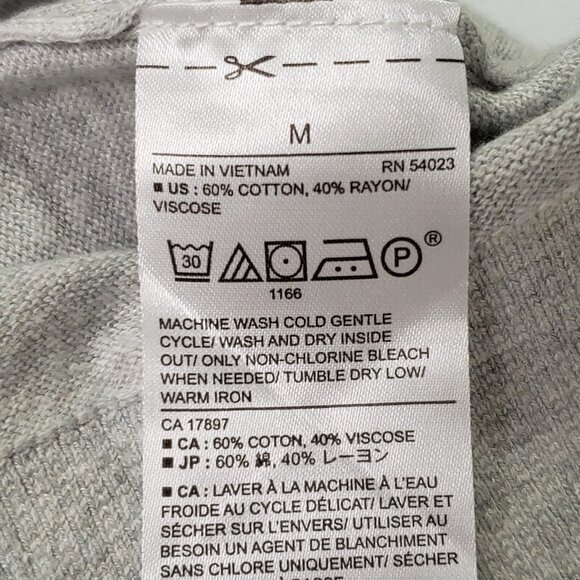 M
MADE IN VIETNAM RN 54023
US : 60% COTTON, 40% RAYON/
VISCOSE
30 P ®
1166
MACHINE WASH COLD GENTLE
CYCLE/ WASH AND DRY INSIDE
OUT/ ONLY NON-CHLORINE BLEACH
WHEN NEEDED/ TUMBLE DRY LOW/
WARM IRON
CA 17897
CA : 60% COTON, 40% VISCOSE
JP : 60% 綿, 40% レーヨン
CA : LAVER À LA MACHINE À L'EAU
FROIDE AU CYCLE DÉLICAT/ LAVER ET
SÉCHER SUR L'ENVERS/ UTILISER AU
BESOIN UN AGENT DE BLANCHIMENT
SANS CHLORE UNIQUEMENT/ SÉCHER